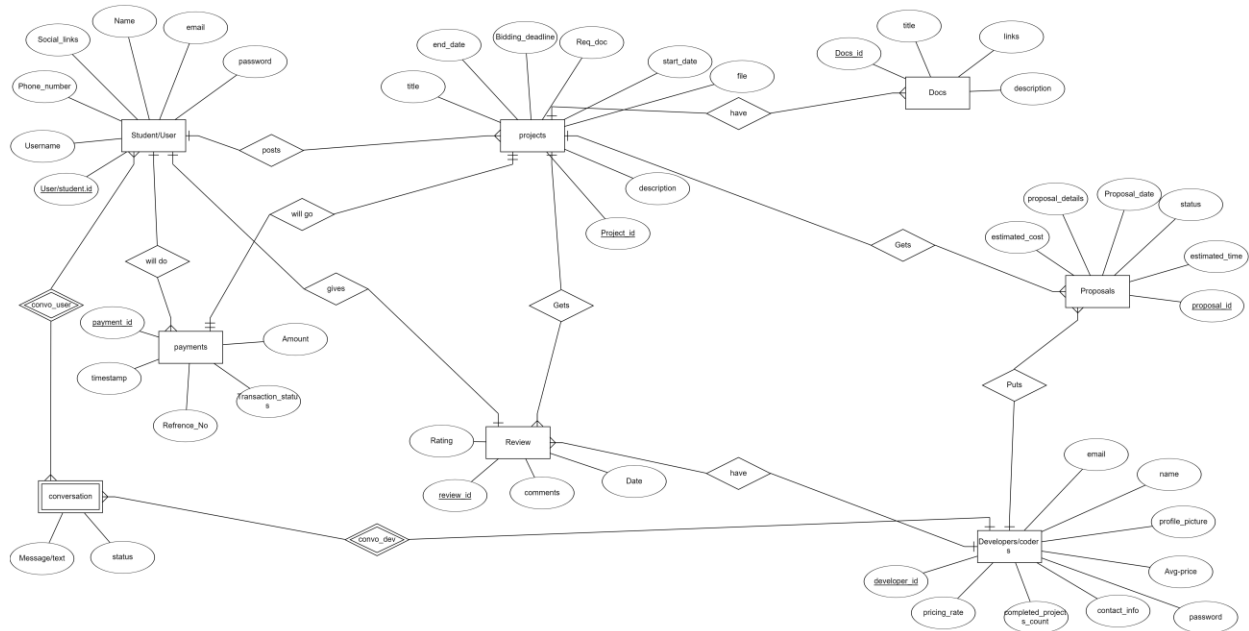 Name
email
Social_links
password
Phone_number
Student/User
Username
User/student.id
posts
Bidding_deadline
end_date
Req_doc
start_date
title
file
projects
description
Project_id
have
title
Docs_id
links
Docs
description
will go
will do
gives
Gets
Gets
proposal_details
Proposal_date
status
estimated_cost
estimated_time
Proposals
proposal_id
convo_user
payment_id
Amount
payments
timestamp
Transaction_statu
s
Refrence_No
Puts
Rating
Review
review_id
comments
Date
have
conversation
Message/text
status
convo_dev
email
name
profile_picture
Developers/coder
s
Avg-price
developer_id
pricing_rate
completed_project
s_count
contact_info
password